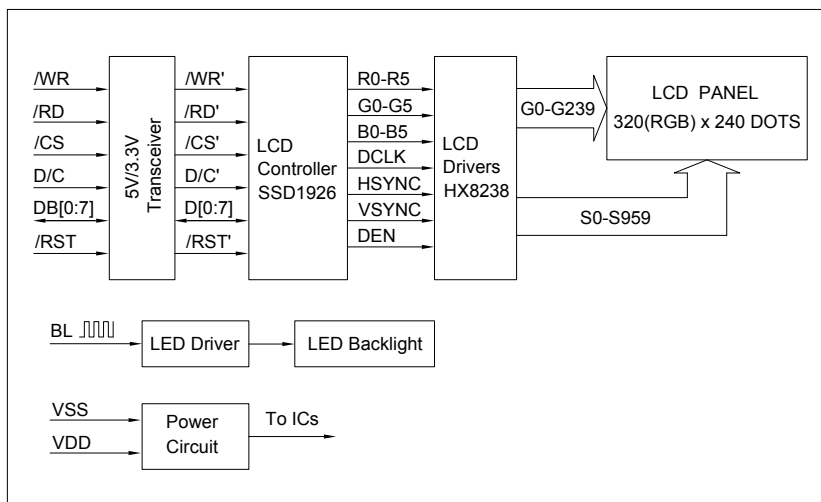 /WR
/RD
/CS
D/C
DB[0:7]
/RST
5V/3.3V
Transceiver
/WR'
/RD'
/CS'
D/C'
D[0:7]
/RST'
LCD
Controller
SSD1926
R0-R5
G0-G5
B0-B5
DCLK
HSYNC
VSYNC
DEN
LCD
Drivers
HX8238
G0-G239
S0-S959
LCD PANEL
320(RGB) x 240 DOTS
BL
LED Driver
LED Backlight
VSS
VDD
Power
Circuit
To ICs